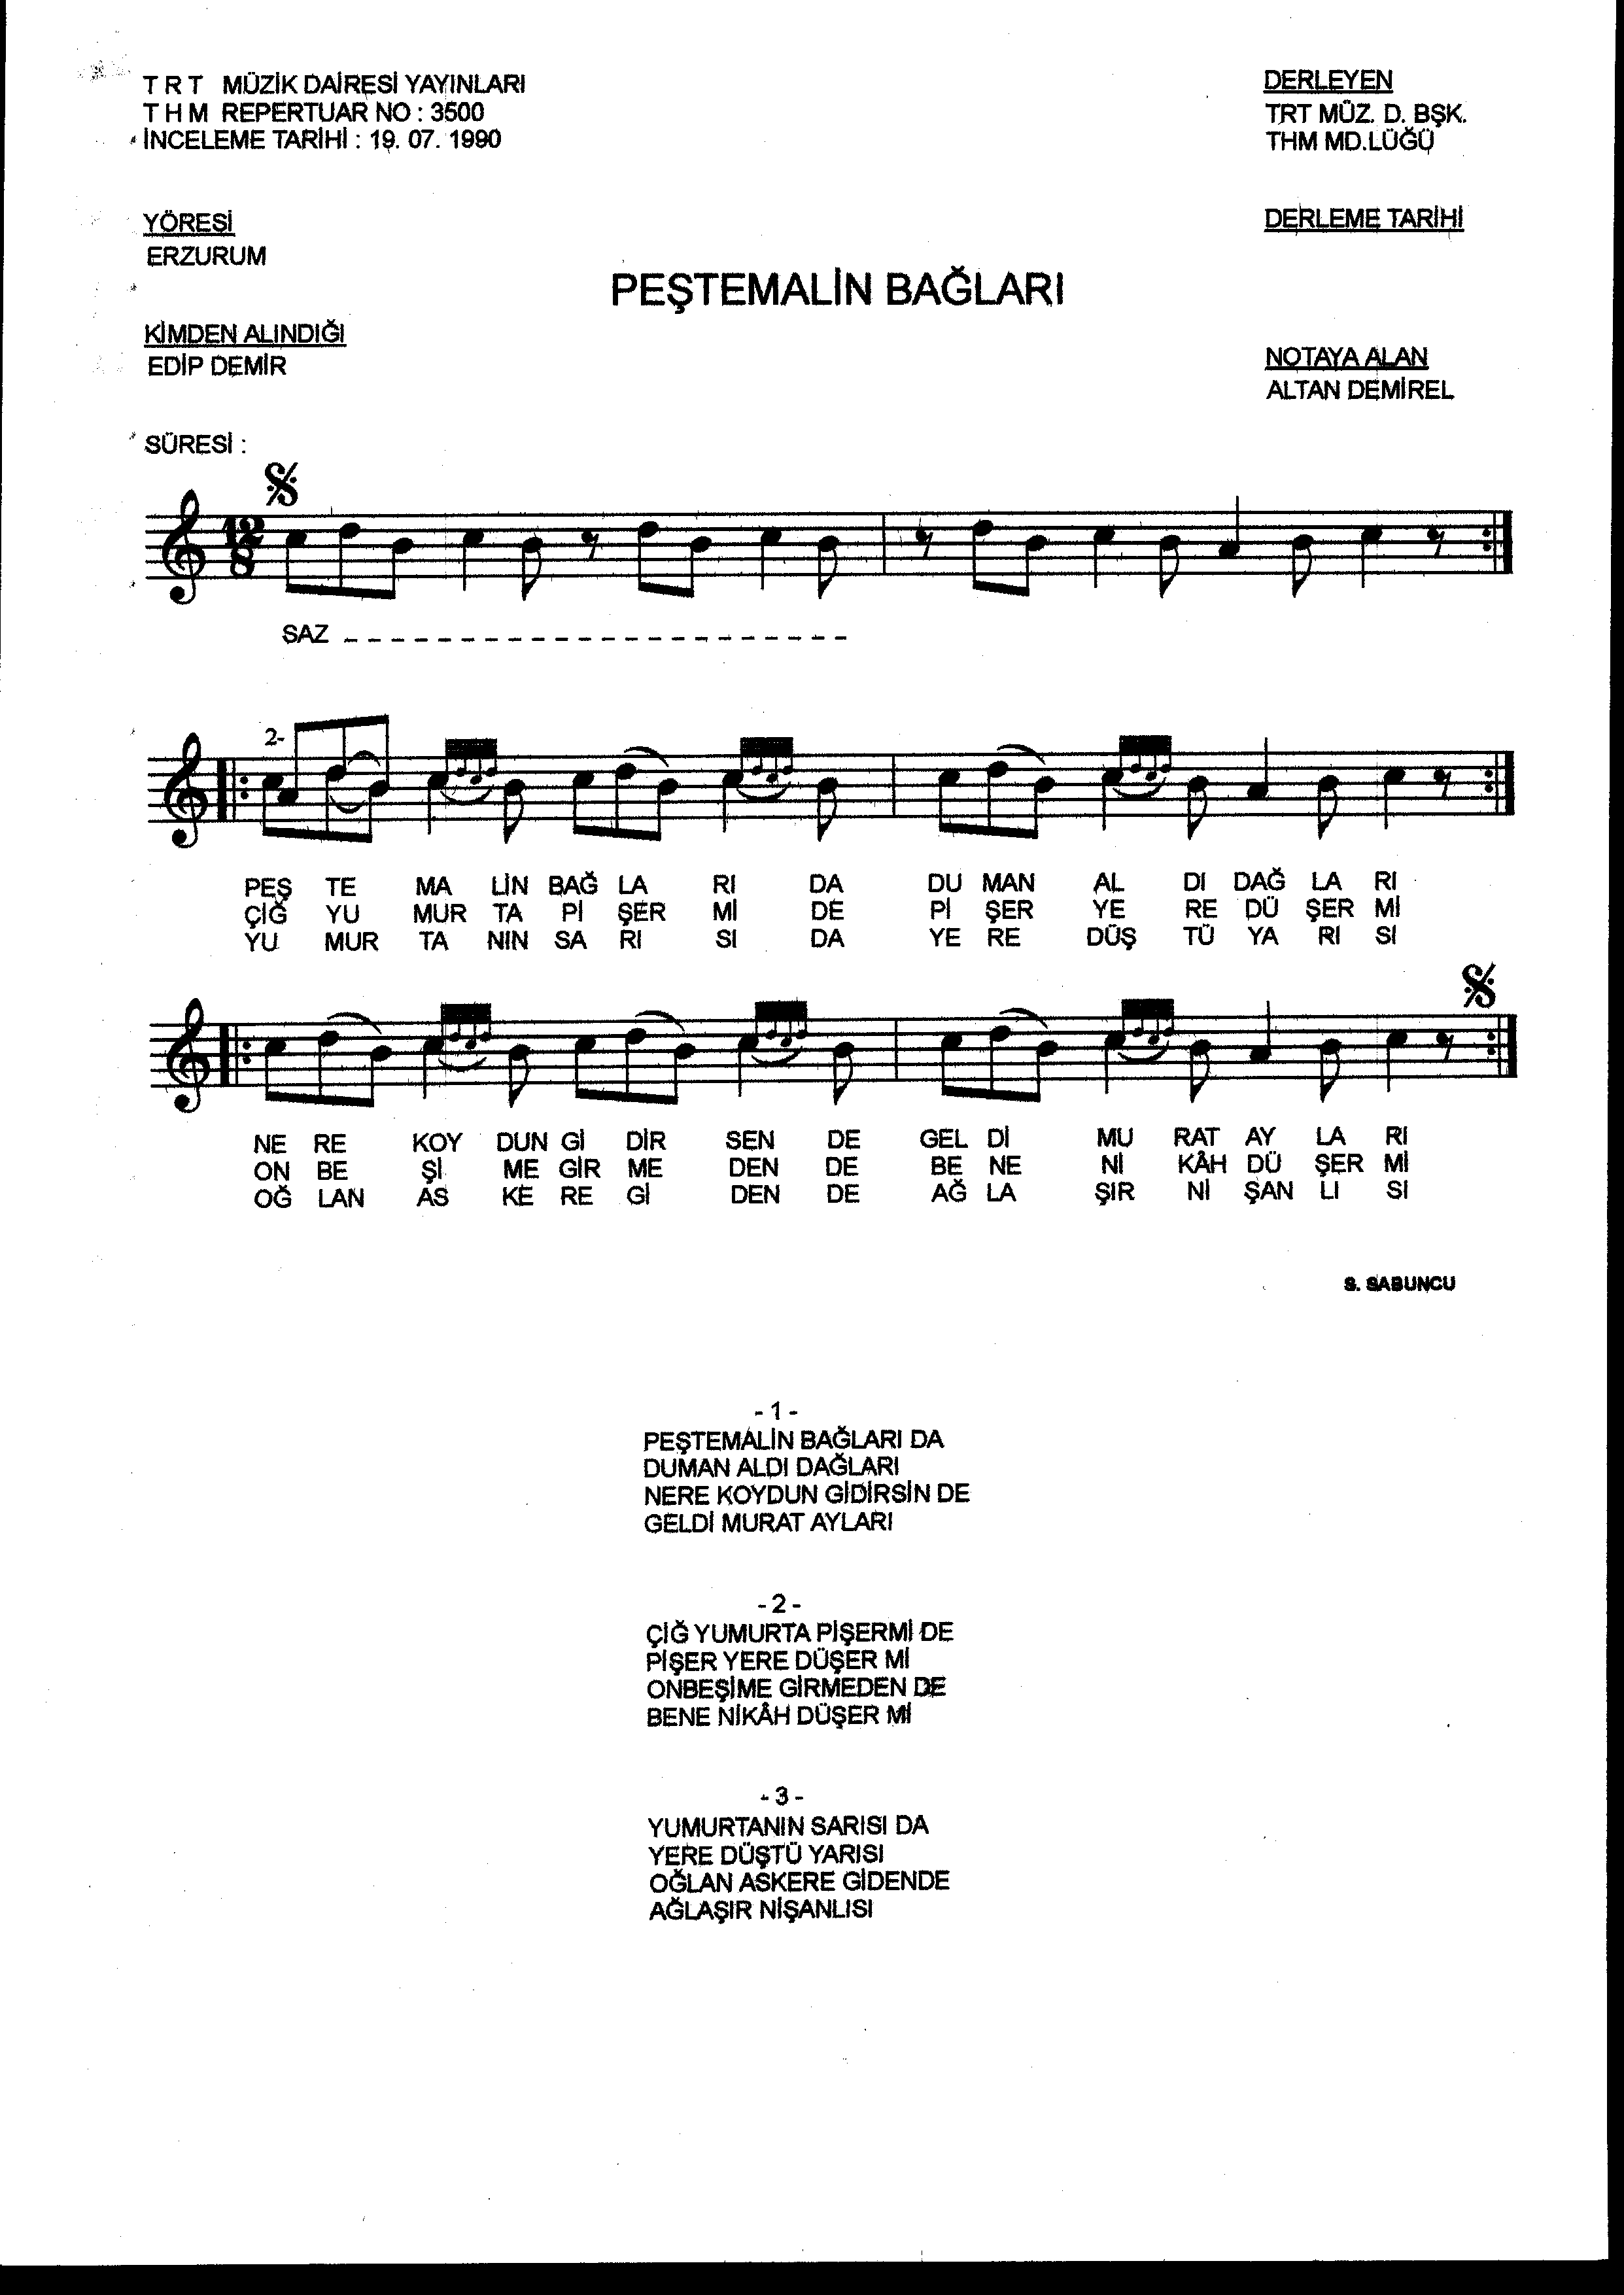 T R T MÜZİK DAİRESİ YAYINLARI
T H M REPERTUAR NO : 3500
İNCELEME TARİHİ : 19. 07. 1990
DERLEYEN
TRT MÜZ. D. BŞK.
THM MD.LÜĞÜ
YÖRESİ
ERZURUM
DERLEME TARİHİ
PEŞTEMALİN BAĞLARI
KİMDEN ALINDIĞI
EDİP DEMİR
NOTAYA ALAN
ALTAN DEMİREL
SÜRESİ :
12
8
SAZ _ _ _ _ _ _ _ _ _ _ _ _ _ _ _ _ _ _ _ _ _ _
2-
PEŞ TE MA LİN BAĞ LA RI DA DU MAN AL DI DAĞ LA RI
ÇİĞ YU MUR TA Pİ ŞER Mİ DE Pİ ŞER YE RE DÜ ŞER Mİ
YU MUR TA NIN SA RI SI DA YE RE DÜŞ TÜ YA RI SI
NE RE KOY DUN Gİ DİR SEN DE GEL Dİ MU RAT AY LA RI
ON BE Şİ ME GİR ME DEN DE BE NE Nİ KÂH DÜ ŞER Mİ
OĞ LAN AS KE RE Gİ DEN DE AĞ LA ŞIR Nİ ŞAN LI SI
S. SABUNCU
- 1 -
PEŞTEMALİN BAĞLARI DA
DUMAN ALDI DAĞLARI
NERE KOYDUN GİDİRSİN DE
GELDİ MURAT AYLARI
- 2 -
ÇİĞ YUMURTA PİŞERMİ DE
PİŞER YERE DÜŞER Mİ
ONBEŞİME GİRMEDEN DE
BENE NİKÂH DÜŞER Mİ
- 3 -
YUMURTANIN SARISI DA
YERE DÜŞTÜ YARISI
OĞLAN ASKERE GİDENDE
AĞLAŞIR NİŞANLISI